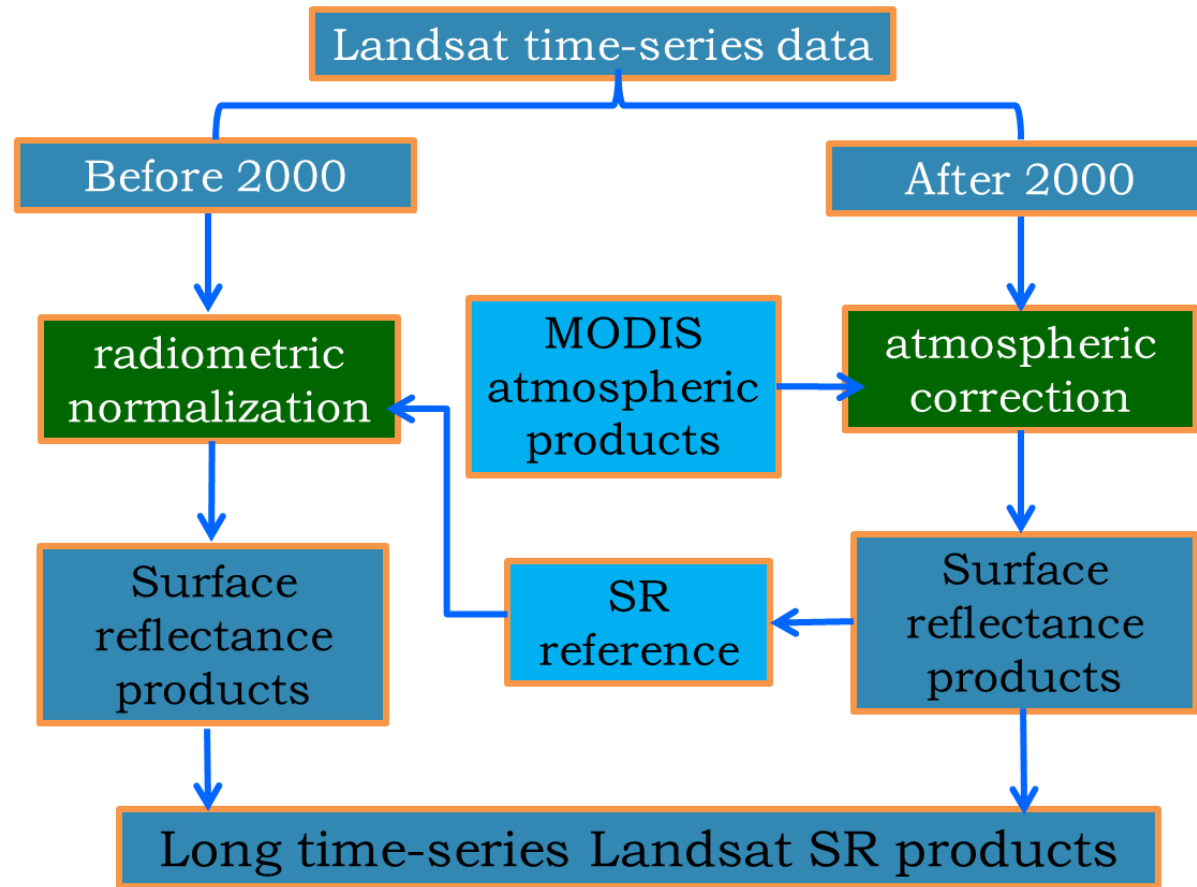 Landsat time-series data
Before 2000
After 2000
radiometric
normalization
MODIS
atmospheric
products
atmospheric
correction
Surface
reflectance
products
SR
reference
Surface
reflectance
products
Long time-series Landsat SR products